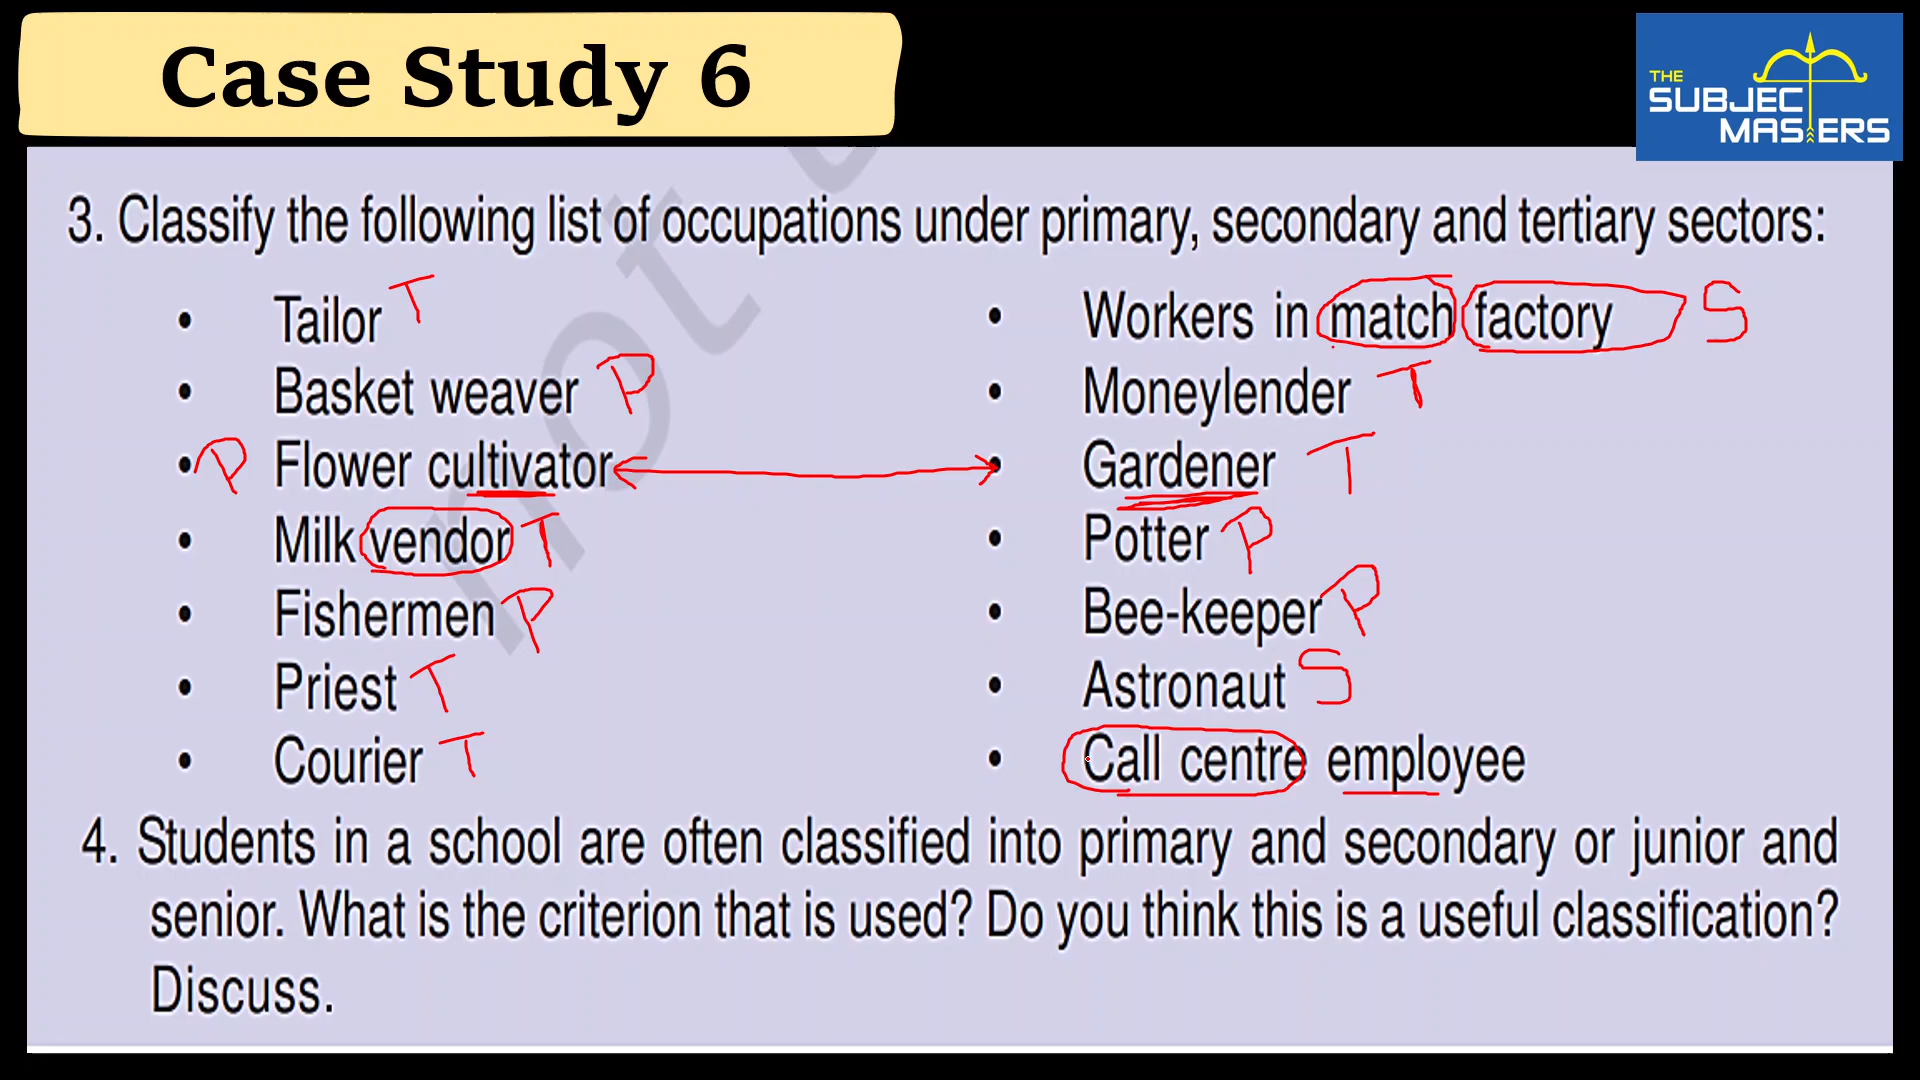 Case Study 6
THE
SUBJECT
MASTERS
3. Classify the following list of occupations under primary, secondary and tertiary sectors:
• Tailor T
• Basket weaver P
• P Flower cultivator
• Milk vendor T
• Fishermen P
• Priest T
• Courier T
• Workers in match factory S
• Moneylender T
• Gardener T
• Potter P
• Bee-keeper P
• Astronaut S
• Call centre employee
4. Students in a school are often classified into primary and secondary or junior and
senior. What is the criterion that is used? Do you think this is a useful classification?
Discuss.
not t